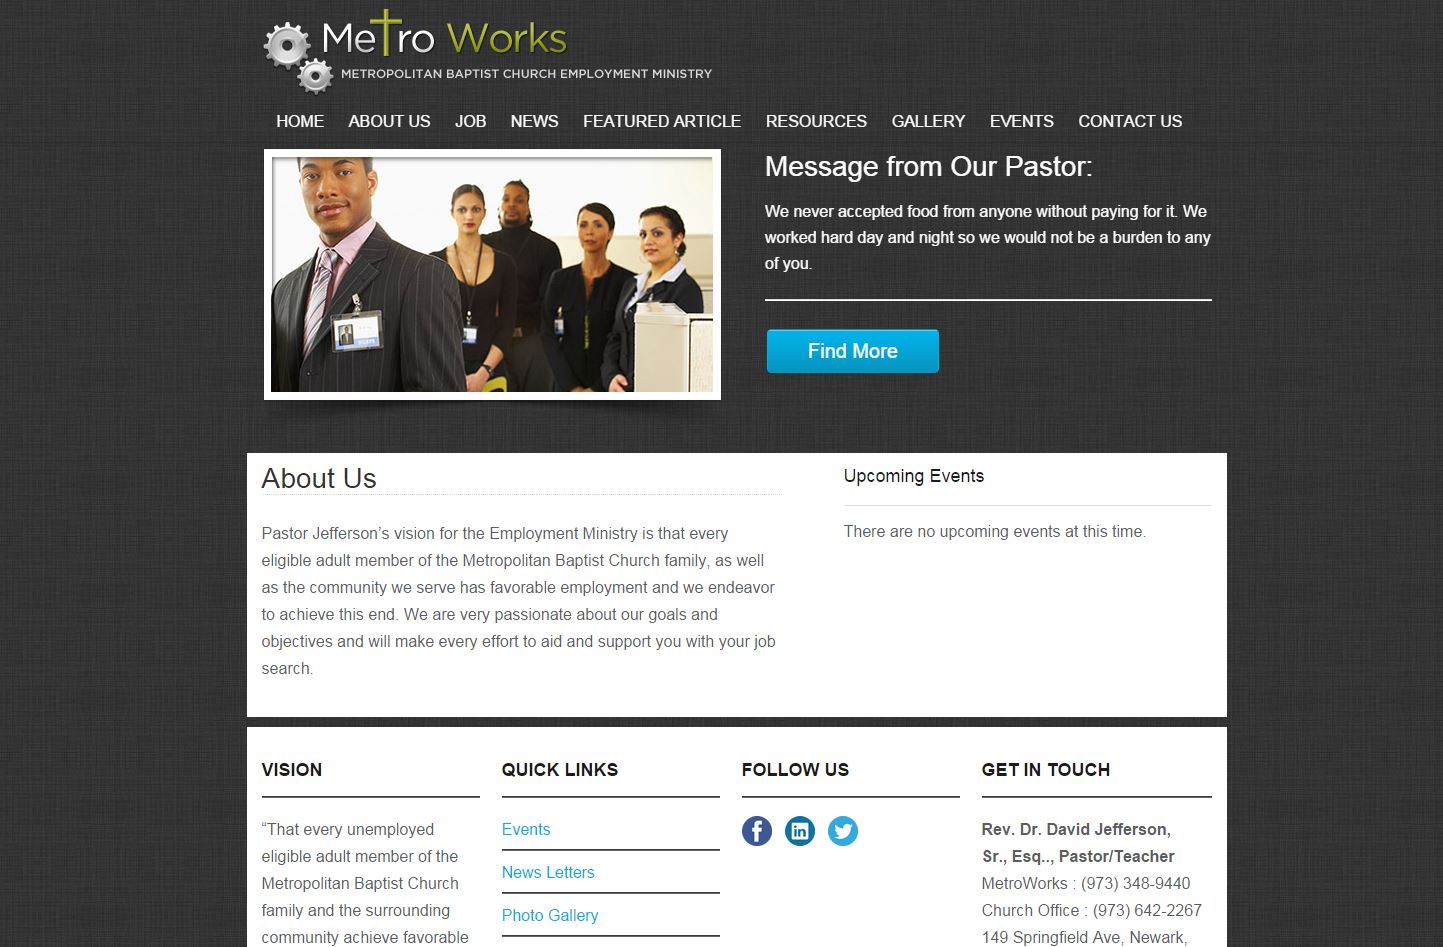 MeTro Works
METROPOLITAN BAPTIST CHURCH EMPLOYMENT MINISTRY
HOME ABOUT US JOB NEWS FEATURED ARTICLE RESOURCES GALLERY EVENTS CONTACT US
Message from Our Pastor:
We never accepted food from anyone without paying for it. We
worked hard day and night so we would not be a burden to any
of you.
Find More
About Us
Pastor Jefferson’s vision for the Employment Ministry is that every
eligible adult member of the Metropolitan Baptist Church family, as well
as the community we serve has favorable employment and we endeavor
to achieve this end. We are very passionate about our goals and
objectives and will make every effort to aid and support you with your job
search.
Upcoming Events
There are no upcoming events at this time.
VISION
“That every unemployed
eligible adult member of the
Metropolitan Baptist Church
family and the surrounding
community achieve favorable
QUICK LINKS
Events
News Letters
Photo Gallery
FOLLOW US
GET IN TOUCH
Rev. Dr. David Jefferson,
Sr., Esq.., Pastor/Teacher
MetroWorks : (973) 348-9440
Church Office : (973) 642-2267
149 Springfield Ave, Newark,